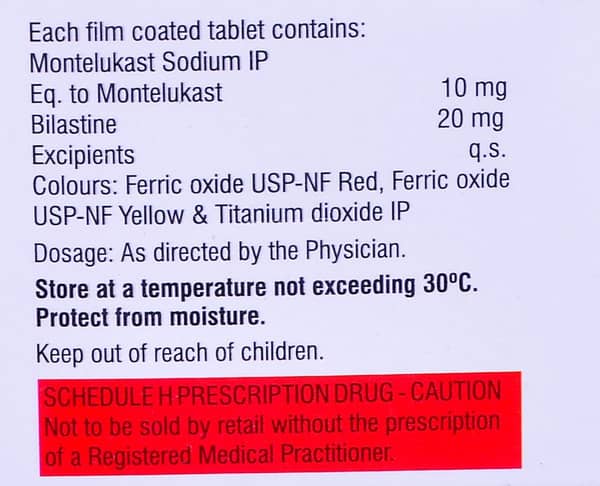 Each film coated tablet contains:
Montelukast Sodium IP
Eq. to Montelukast 10 mg
Bilastine 20 mg
Excipients q.s.
Colours: Ferric oxide USP-NF Red, Ferric oxide
USP-NF Yellow & Titanium dioxide IP
Dosage: As directed by the Physician.
Store at a temperature not exceeding 30ºC.
Protect from moisture.
Keep out of reach of children.
SCHEDULE H PRESCRIPTION DRUG - CAUTION
Not to be sold by retail without the prescription
of a Registered Medical Practitioner.